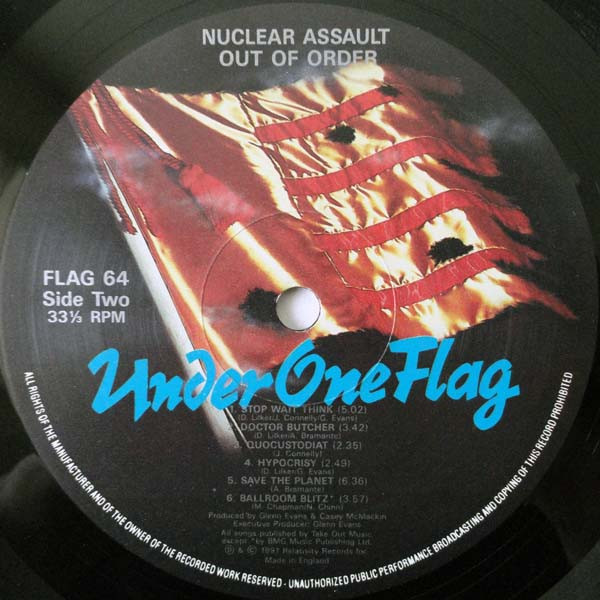 NUCLEAR ASSAULT
OUT OF ORDER
FLAG 64
Side Two
33⅓ RPM
Under One Flag
1. STOP WAIT THINK (5.02)
(D. Lilker/J. Connelly/G. Evans)
2. DOCTOR BUTCHER (3.42)
(D. Lilker/A. Bramante)
3. QUOCUSTODIAT (2.35)
(J. Connelly)
4. HYPOCRISY (2.49)
(D. Lilker/G. Evans)
5. SAVE THE PLANET (6.36)
(A. Bramante)
6. BALLROOM BLITZ* (3.57)
(M. Chapman/N. Chinn)
Produced by Glenn Evans & Casey McMackin
Executive Producer: Glenn Evans
All songs published by Take Out Music
except *by BMG Music Publishing Ltd.
℗ & © 1991 Relativity Records Inc
Made in England
ALL RIGHTS OF THE MANUFACTURER AND OF THE OWNER OF THE RECORDED WORK RESERVED - UNAUTHORIZED PUBLIC PERFORMANCE BROADCASTING AND COPYING OF THIS RECORD PROHIBITED